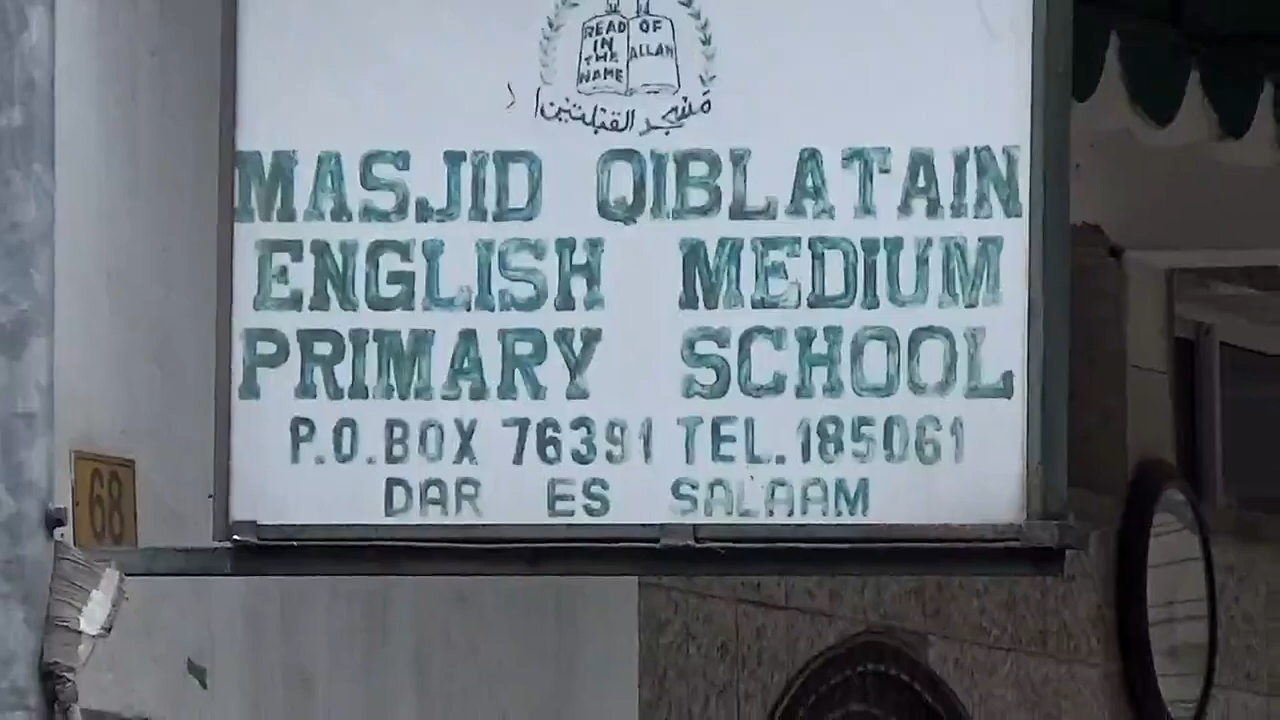 READ IN THE NAME
OF ALLAH
مسجد القبلتين
MASJID QIBLATAIN
ENGLISH MEDIUM
PRIMARY SCHOOL
P.O.BOX 76391 TEL.185061
DAR ES SALAAM
68